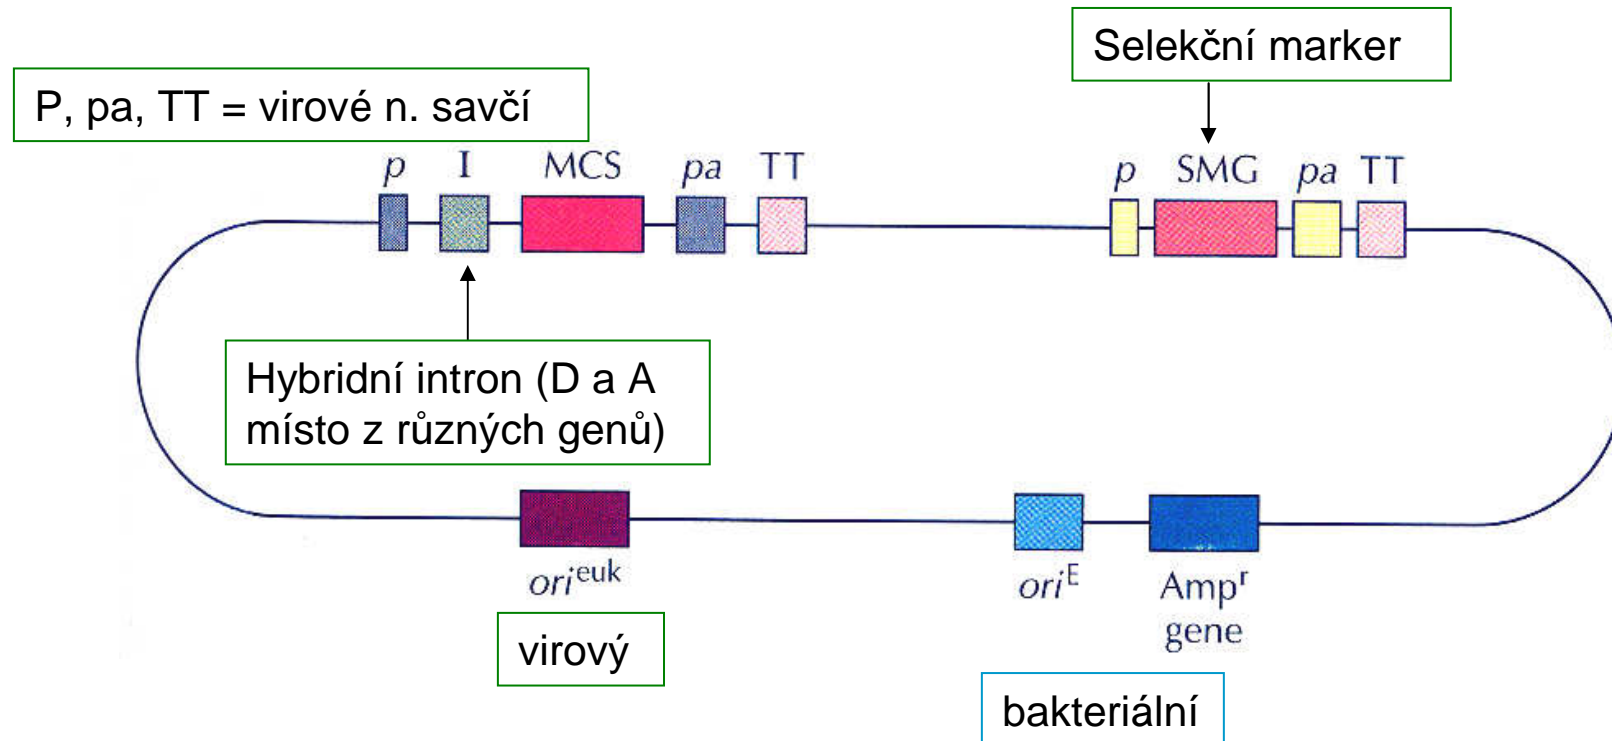 Selekční marker
P, pa, TT = virové n. savčí
p I MCS pa TT p SMG pa TT
Hybridní intron (D a A
místo z různých genů)
ori^euk ori^E Amp^r
gene
virový
bakteriální